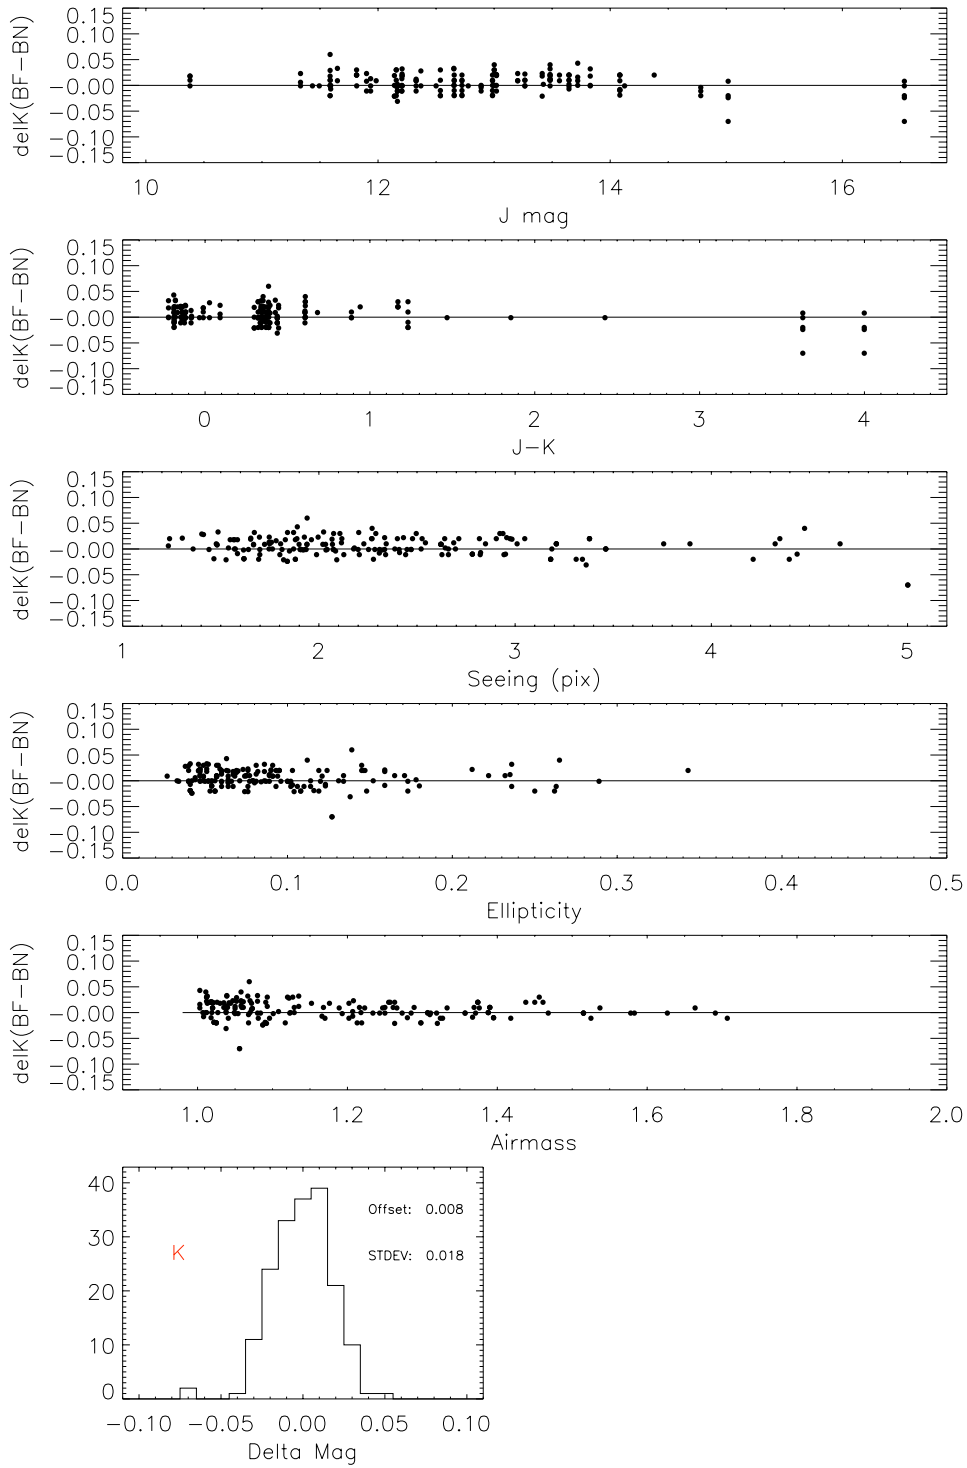 0.15
0.10
0.05
−0.00
−0.05
−0.10
−0.15
delK(BF−BN)
10 12 14 16
J mag
0.15
0.10
0.05
−0.00
−0.05
−0.10
−0.15
delK(BF−BN)
0 1 2 3 4
J−K
0.15
0.10
0.05
−0.00
−0.05
−0.10
−0.15
delK(BF−BN)
1 2 3 4 5
Seeing (pix)
0.15
0.10
0.05
−0.00
−0.05
−0.10
−0.15
delK(BF−BN)
0.0 0.1 0.2 0.3 0.4 0.5
Ellipticity
0.15
0.10
0.05
−0.00
−0.05
−0.10
−0.15
delK(BF−BN)
1.0 1.2 1.4 1.6 1.8 2.0
Airmass
40
30
20
10
0
Offset: 0.008
K
STDEV: 0.018
−0.10 −0.05 0.00 0.05 0.10
Delta Mag